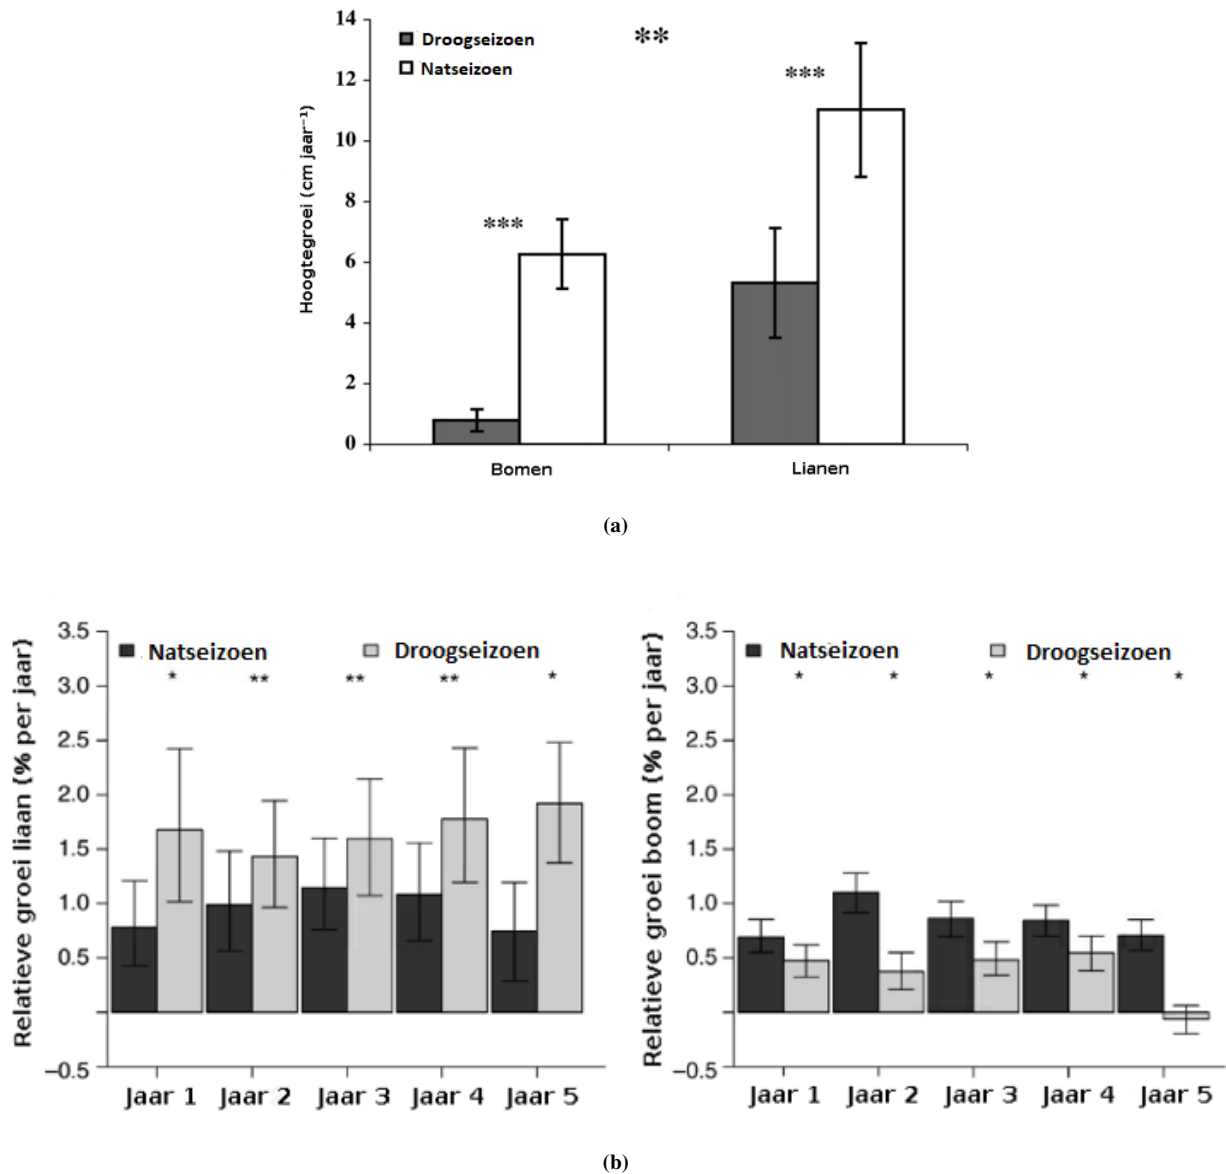 14
12
10
8
6
4
2
0
Hoogtegroei (cm jaar⁻¹)
Droogseizoen
Natseizoen
**
***
***
Bomen
Lianen
(a)
Relatieve groei liaan (% per jaar)
3.5
3.0
2.5
2.0
1.5
1.0
0.5
−0.5
Natseizoen
Droogseizoen
*
**
**
**
*
Jaar 1
Jaar 2
Jaar 3
Jaar 4
Jaar 5
Relatieve groei boom (% per jaar)
3.5
3.0
2.5
2.0
1.5
1.0
0.5
−0.5
Natseizoen
Droogseizoen
*
*
*
*
*
Jaar 1
Jaar 2
Jaar 3
Jaar 4
Jaar 5
(b)